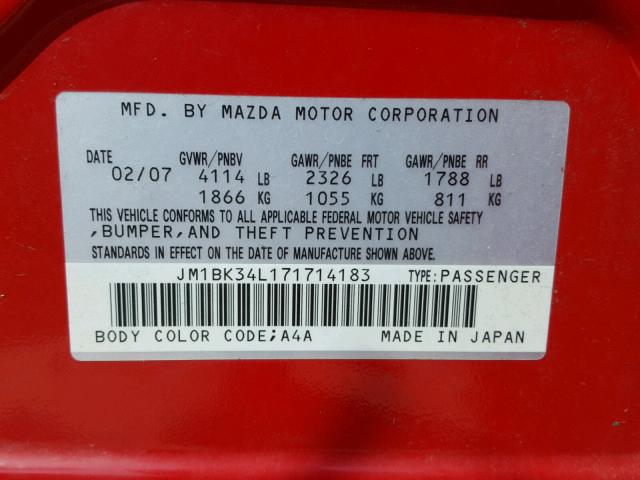 MFD. BY MAZDA MOTOR CORPORATION
DATE GVWR/PNBV GAWR/PNBE FRT GAWR/PNBE RR
02/07 4114 LB 2326 LB 1788 LB
1866 KG 1055 KG 811 KG
THIS VEHICLE CONFORMS TO ALL APPLICABLE FEDERAL MOTOR VEHICLE SAFETY
,BUMPER,AND THEFT PREVENTION
STANDARDS IN EFFECT ON THE DATE OF MANUFACTURE SHOWN ABOVE.
JM1BK34L171714183 TYPE:PASSENGER
BODY COLOR CODE;A4A MADE IN JAPAN